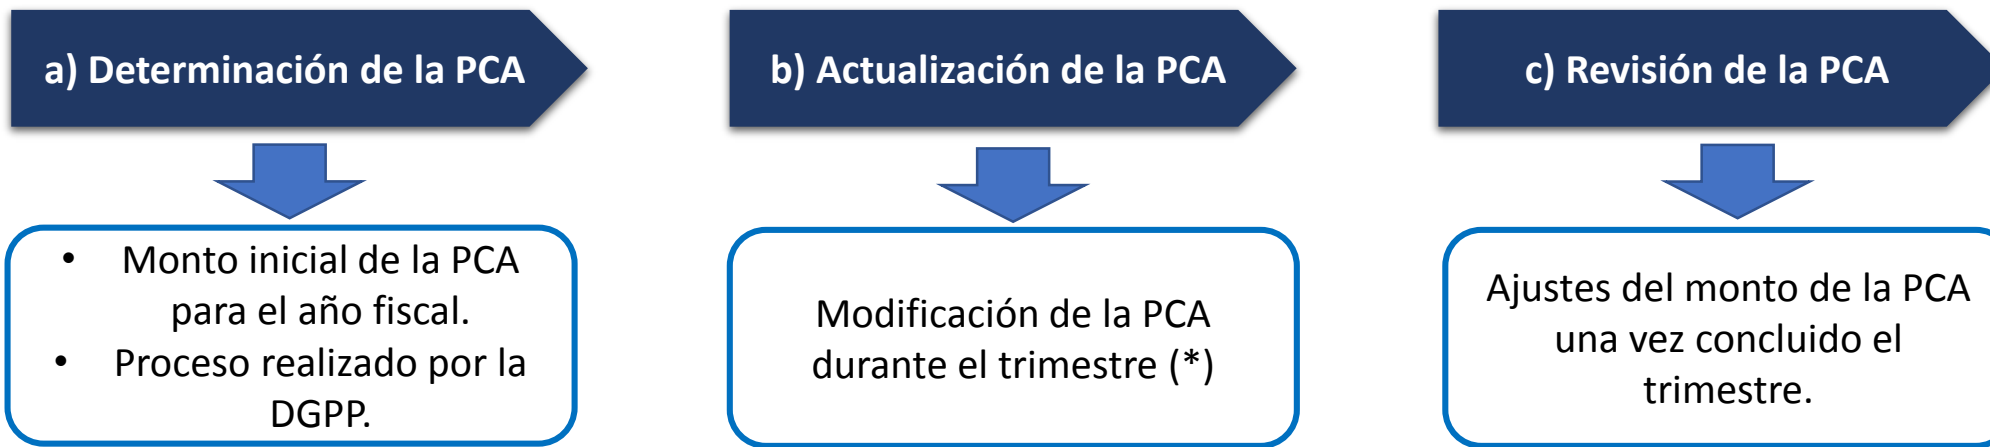 a) Determinación de la PCA
• Monto inicial de la PCA
para el año fiscal.
• Proceso realizado por la
DGPP.
b) Actualización de la PCA
Modificación de la PCA
durante el trimestre (*)
c) Revisión de la PCA
Ajustes del monto de la PCA
una vez concluido el
trimestre.